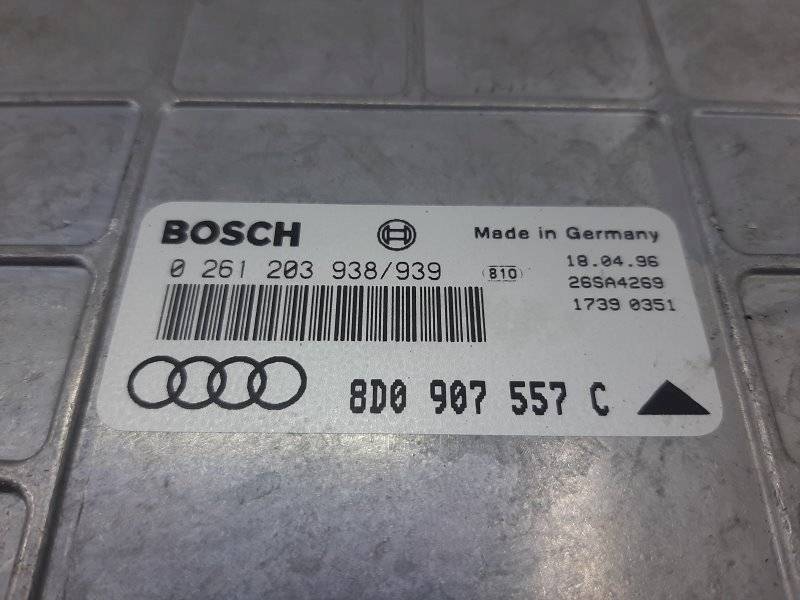 BOSCH
Made in Germany
0 261 203 938/939
810
18.04.96
26SA4269
1739 0351
8D0 907 557 C